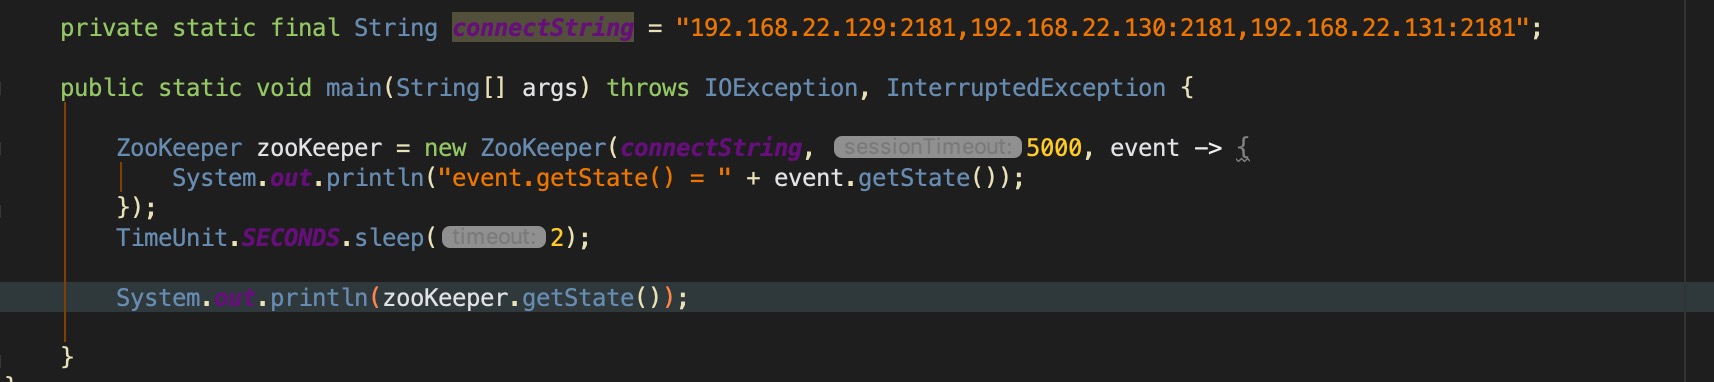 private static final String connectString = "192.168.22.129:2181,192.168.22.130:2181,192.168.22.131:2181";
public static void main(String[] args) throws IOException, InterruptedException {
ZooKeeper zooKeeper = new ZooKeeper(connectString, sessionTimeout: 5000, event -> {
System.out.println("event.getState() = " + event.getState());
});
TimeUnit.SECONDS.sleep( timeout: 2);
System.out.println(zooKeeper.getState());
}
}